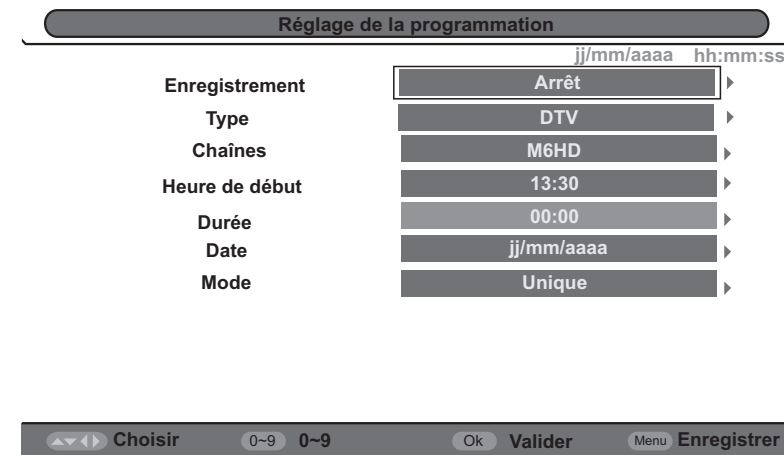 Réglage de la programmation
jj/mm/aaaa hh:mm:ss
Enregistrement Arrêt
Type DTV
Chaînes M6HD
Heure de début 13:30
Durée 00:00
Date jj/mm/aaaa
Mode Unique
Choisir 0~9 0~9 Ok Valider Menu Enregistrer